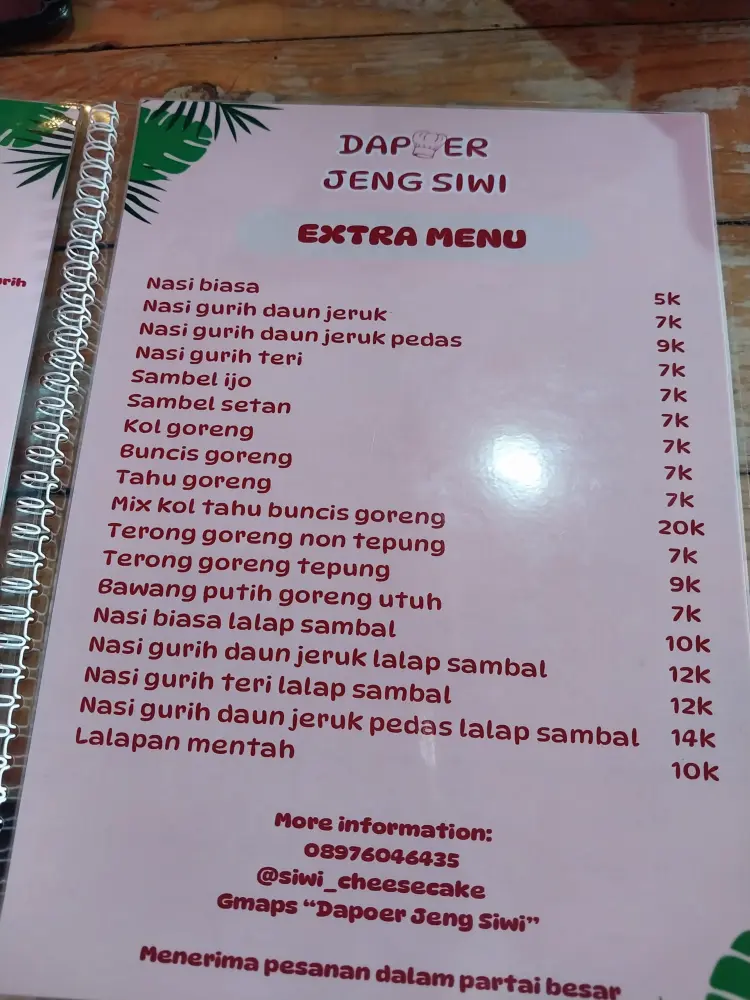 urih
DAPOER
JENG SIWI
EXTRA MENU
Nasi biasa 5k
Nasi gurih daun jeruk 7k
Nasi gurih daun jeruk pedas 9k
Nasi gurih teri 7k
Sambel ijo 7k
Sambel setan 7k
Kol goreng 7k
Buncis goreng 7k
Tahu goreng 7k
Mix kol tahu buncis goreng 20k
Terong goreng non tepung 7k
Terong goreng tepung 9k
Bawang putih goreng utuh 7k
Nasi biasa lalap sambal 10k
Nasi gurih daun jeruk lalap sambal 12k
Nasi gurih teri lalap sambal 12k
Nasi gurih daun jeruk pedas lalap sambal 14k
Lalapan mentah 10k
More information:
08976046435
@siwi_cheesecake
Gmaps “Dapoer Jeng Siwi”
Menerima pesanan dalam partai besar